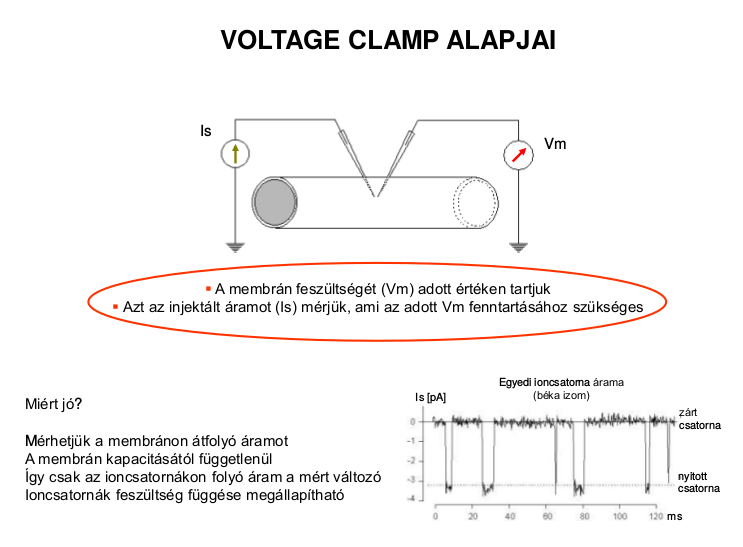 VOLTAGE CLAMP ALAPJAI
Is
Vm
A membrán feszültségét (Vm) adott értéken tartjuk
Azt az injektált áramot (Is) mérjük, ami az adott Vm fenntartásához szükséges
Miért jó?
Mérhetjük a membránon átfolyó áramot
A membrán kapacitásától függetlenül
Így csak az ioncsatornákon folyó áram a mért változó
Ioncsatornák feszültség függése megállapítható
Egyedi ioncsatorna árama
(béka izom)
Is [pA]
0
-1
-2
-3
-4
0 20 40 60 80 100 120 ms
zárt
csatorna
nyitott
csatorna